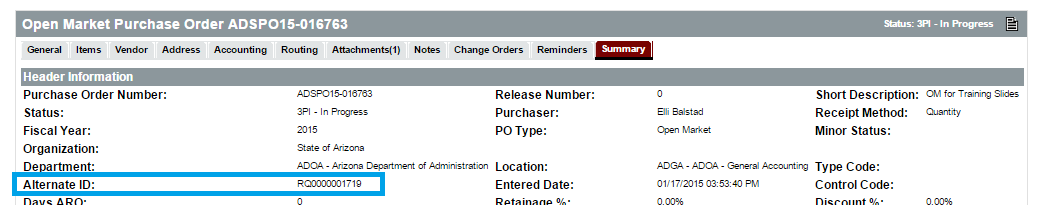 Open Market Purchase Order ADSPO15-016763 Status: 3PI - In Progress
General Items Vendor Address Accounting Routing Attachments(1) Notes Change Orders Reminders Summary
Header Information
Purchase Order Number: ADSPO15-016763 Release Number: 0 Short Description: OM for Training Slides
Status: 3PI - In Progress Purchaser: Elli Balstad Receipt Method: Quantity
Fiscal Year: 2015 PO Type: Open Market Minor Status:
Organization: State of Arizona
Department: ADOA - Arizona Department of Administration Location: ADGA - ADOA - General Accounting Type Code:
Alternate ID: RQ0000001719 Entered Date: 01/17/2015 03:53:40 PM Control Code:
Days ARO: 0 Retainage %: 0.00% Discount %: 0.00%